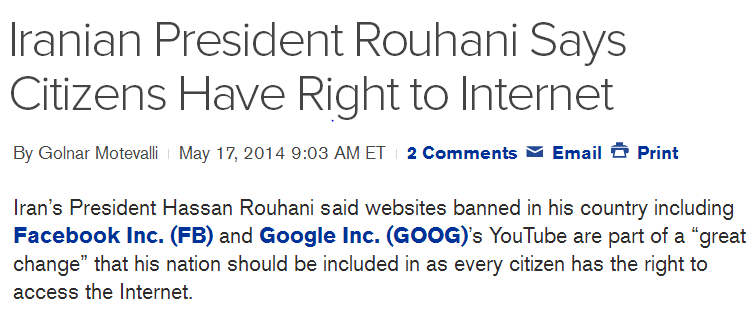 Iranian President Rouhani Says
Citizens Have Right to Internet
By Golnar Motevalli | May 17, 2014 9:03 AM ET | 2 Comments Email Print
Iran's President Hassan Rouhani said websites banned in his country including
Facebook Inc. (FB) and Google Inc. (GOOG)'s YouTube are part of a “great
change” that his nation should be included in as every citizen has the right to
access the Internet.